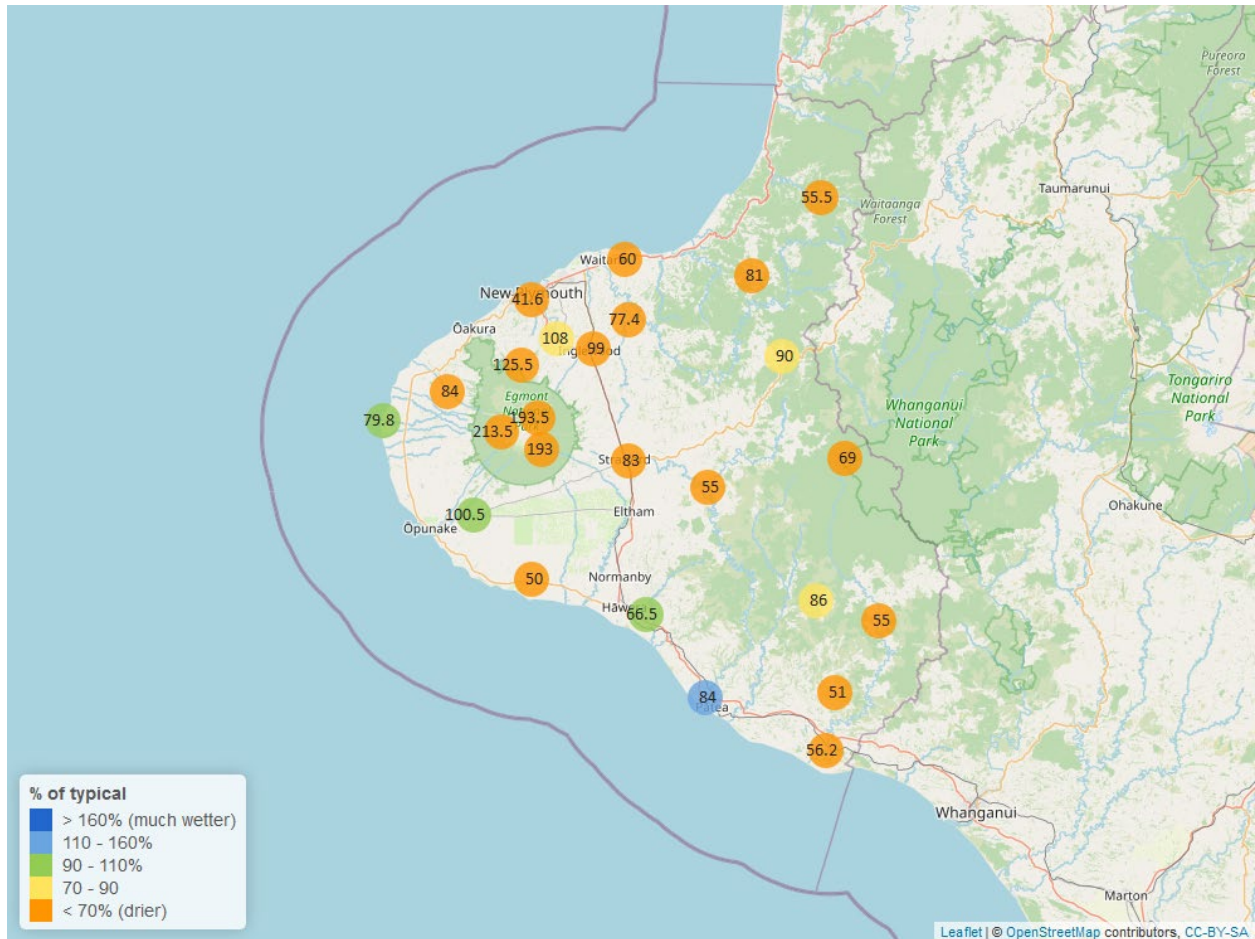 Pureora
Forest
Taumarunui
55.5
Waitaanga
Forest
60
81
New Plymouth
41.6
77.4
Ōakura
108
99
90
125.5
Tongariro
National
Park
84
Egmont
Whanganui
National
Park
79.8
193.5
213.5
193
83
69
55
Ohakune
100.5
Eltham
Ōpunake
50
Normanby
86
66.5
55
51
84
Patea
56.2
% of typical
> 160% (much wetter)
110 - 160%
90 - 110%
70 - 90
< 70% (drier)
Whanganui
Marton
Leaflet | © OpenStreetMap contributors, CC-BY-SA